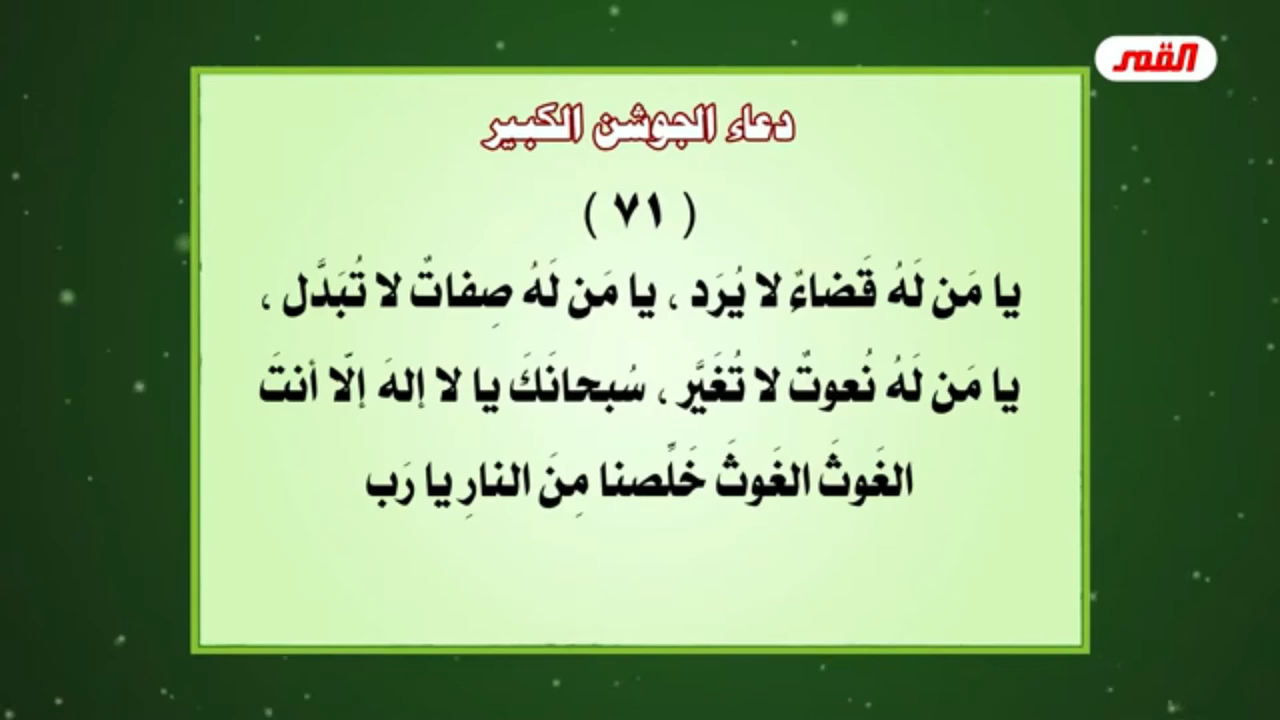 القمر
دعاء الجوشن الكبير
( ٧١ )
يا مَن لَهُ قَضاءٌ لا يُرَد ، يا مَن لَهُ صِفاتٌ لا تُبَدَّل ،
يا مَن لَهُ نُعوتٌ لا تُغَيَّر ، سُبحانَكَ يا لا إلهَ إلّا أنتَ
الغَوثَ الغَوثَ خَلِّصنا مِنَ النارِ يا رَب